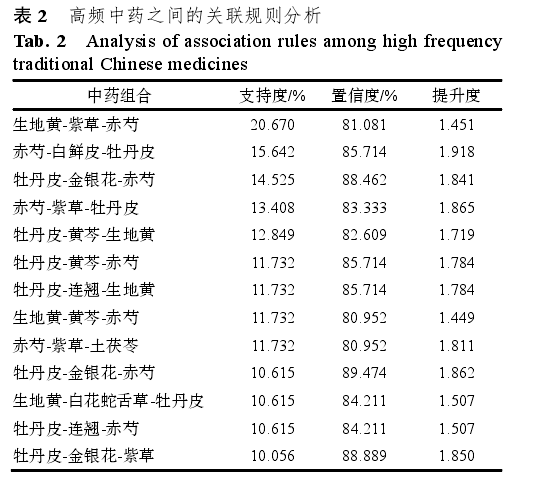 表 2 高频中药之间的关联规则分析
Tab. 2 Analysis of association rules among high frequency
traditional Chinese medicines
中药组合 支持度/% 置信度/% 提升度
生地黄-紫草-赤芍 20.670 81.081 1.451
赤芍-白鲜皮-牡丹皮 15.642 85.714 1.918
牡丹皮-金银花-赤芍 14.525 88.462 1.841
赤芍-紫草-牡丹皮 13.408 83.333 1.865
牡丹皮-黄芩-生地黄 12.849 82.609 1.719
牡丹皮-黄芩-赤芍 11.732 85.714 1.784
牡丹皮-连翘-生地黄 11.732 85.714 1.784
生地黄-黄芩-赤芍 11.732 80.952 1.449
赤芍-紫草-土茯苓 11.732 80.952 1.811
牡丹皮-金银花-赤芍 10.615 89.474 1.862
生地黄-白花蛇舌草-牡丹皮 10.615 84.211 1.507
牡丹皮-连翘-赤芍 10.615 84.211 1.507
牡丹皮-金银花-紫草 10.056 88.889 1.850